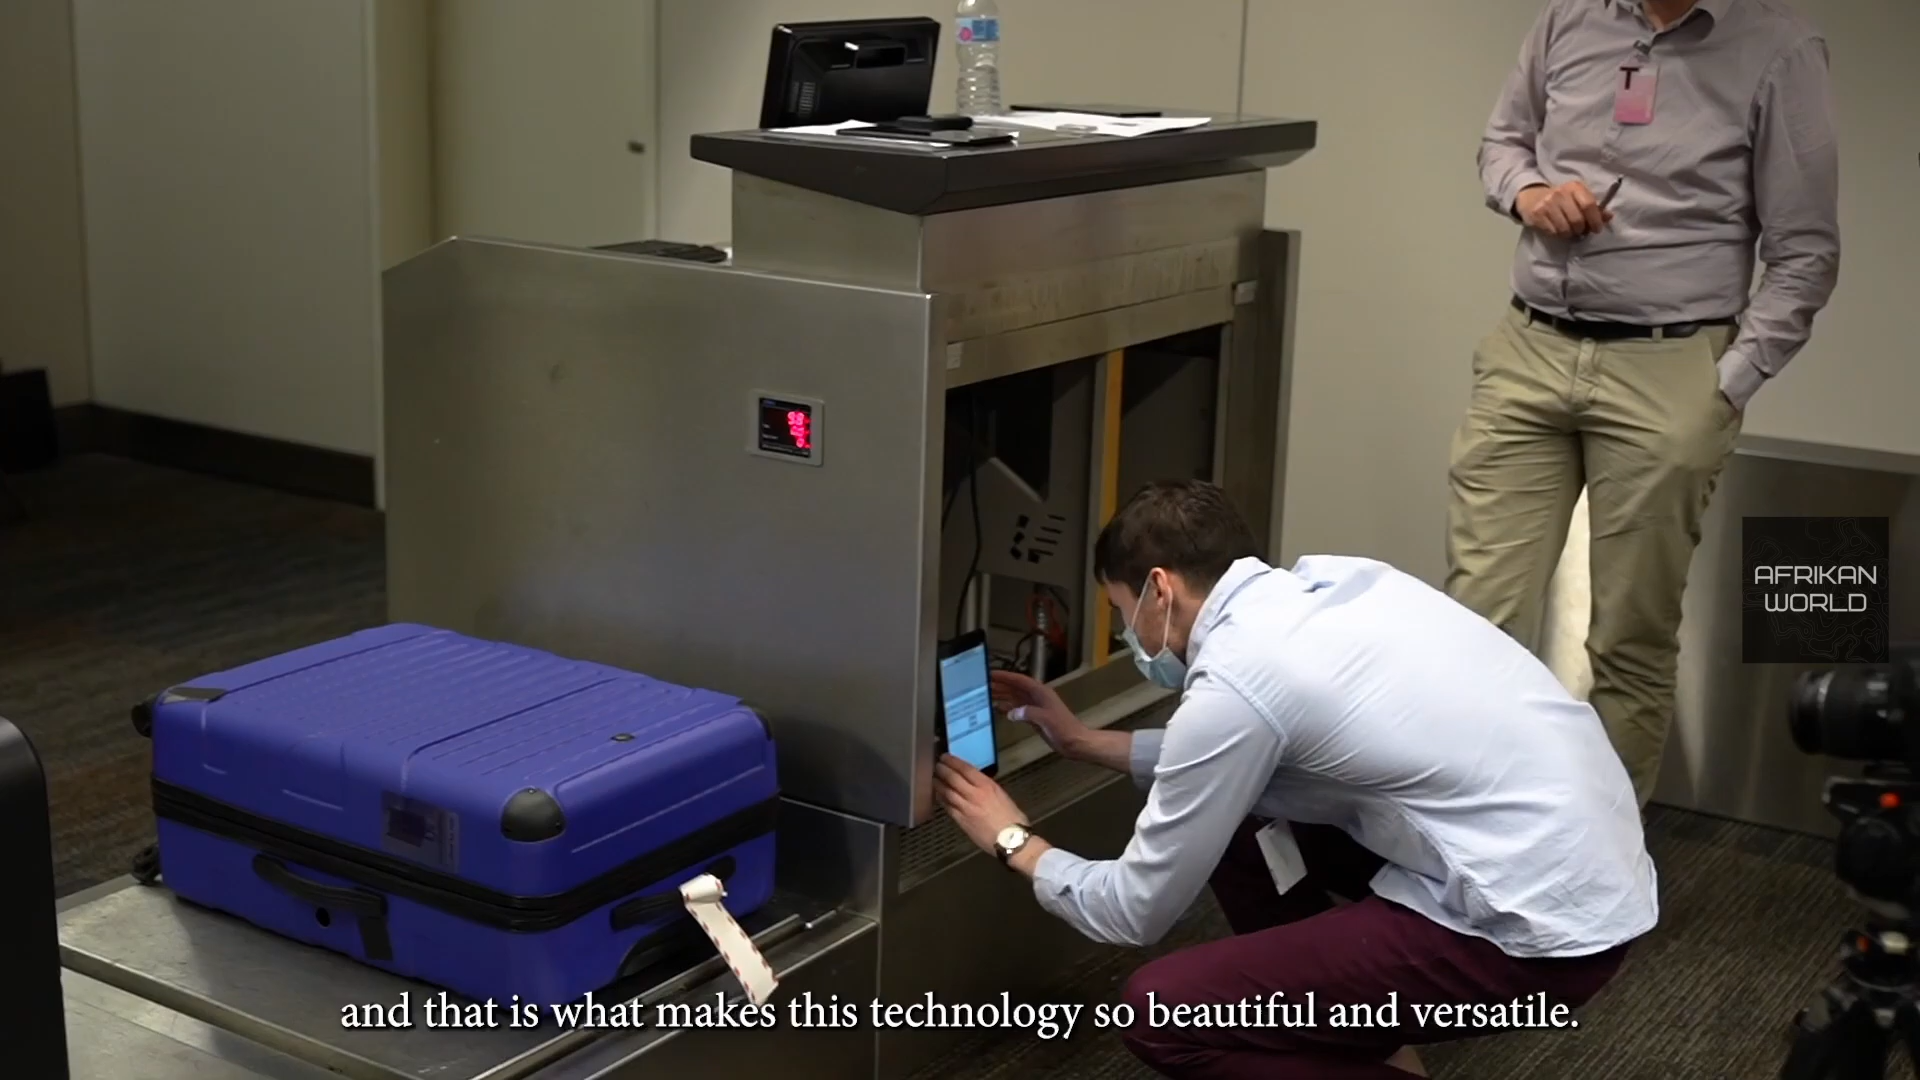 T
AFRIKAN
WORLD
and that is what makes this technology so beautiful and versatile.